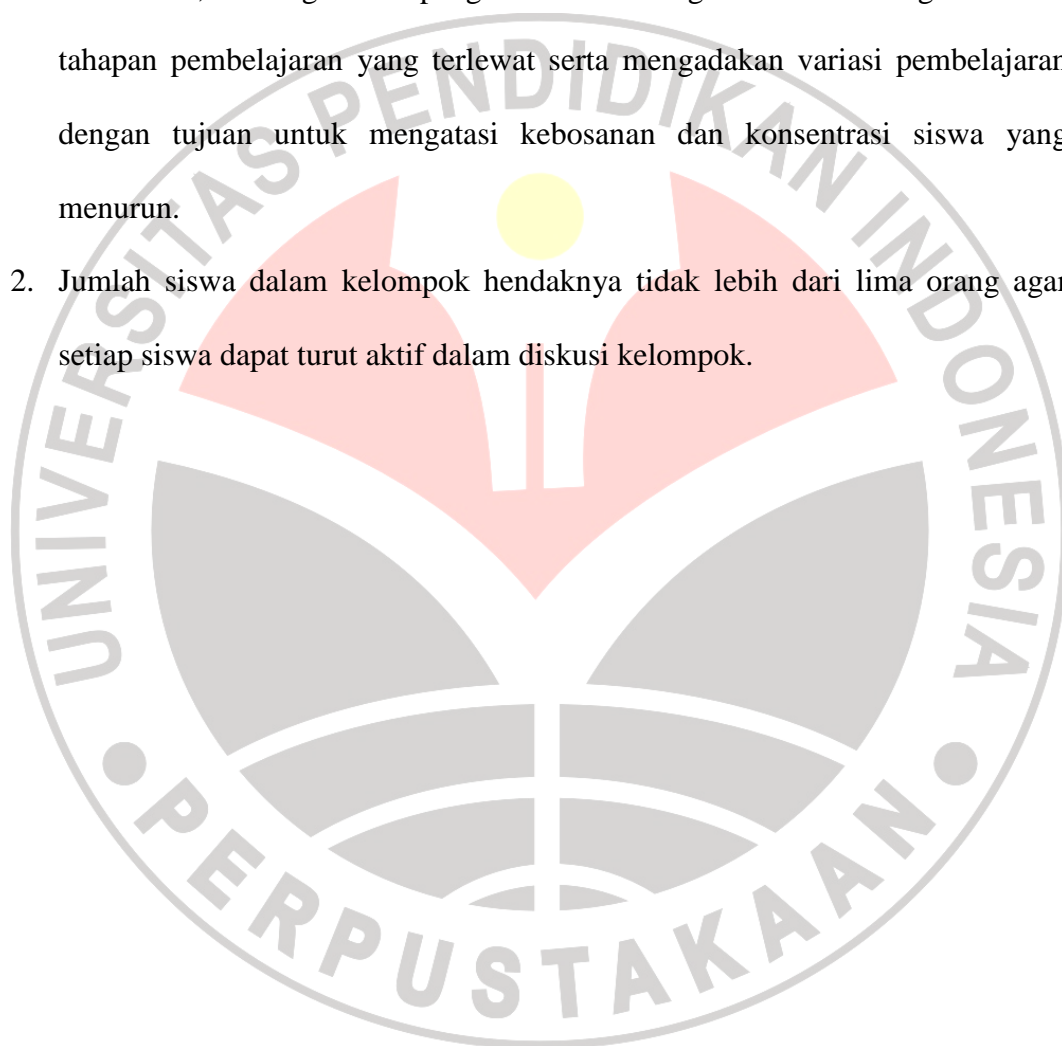 tahapan pembelajaran yang terlewat serta mengadakan variasi pembelajaran
dengan tujuan untuk mengatasi kebosanan dan konsentrasi siswa yang
menurun.
2. Jumlah siswa dalam kelompok hendaknya tidak lebih dari lima orang agar
setiap siswa dapat turut aktif dalam diskusi kelompok.
UNIVERSITAS PENDIDIKAN INDONESIA
PERPUSTAKAAN